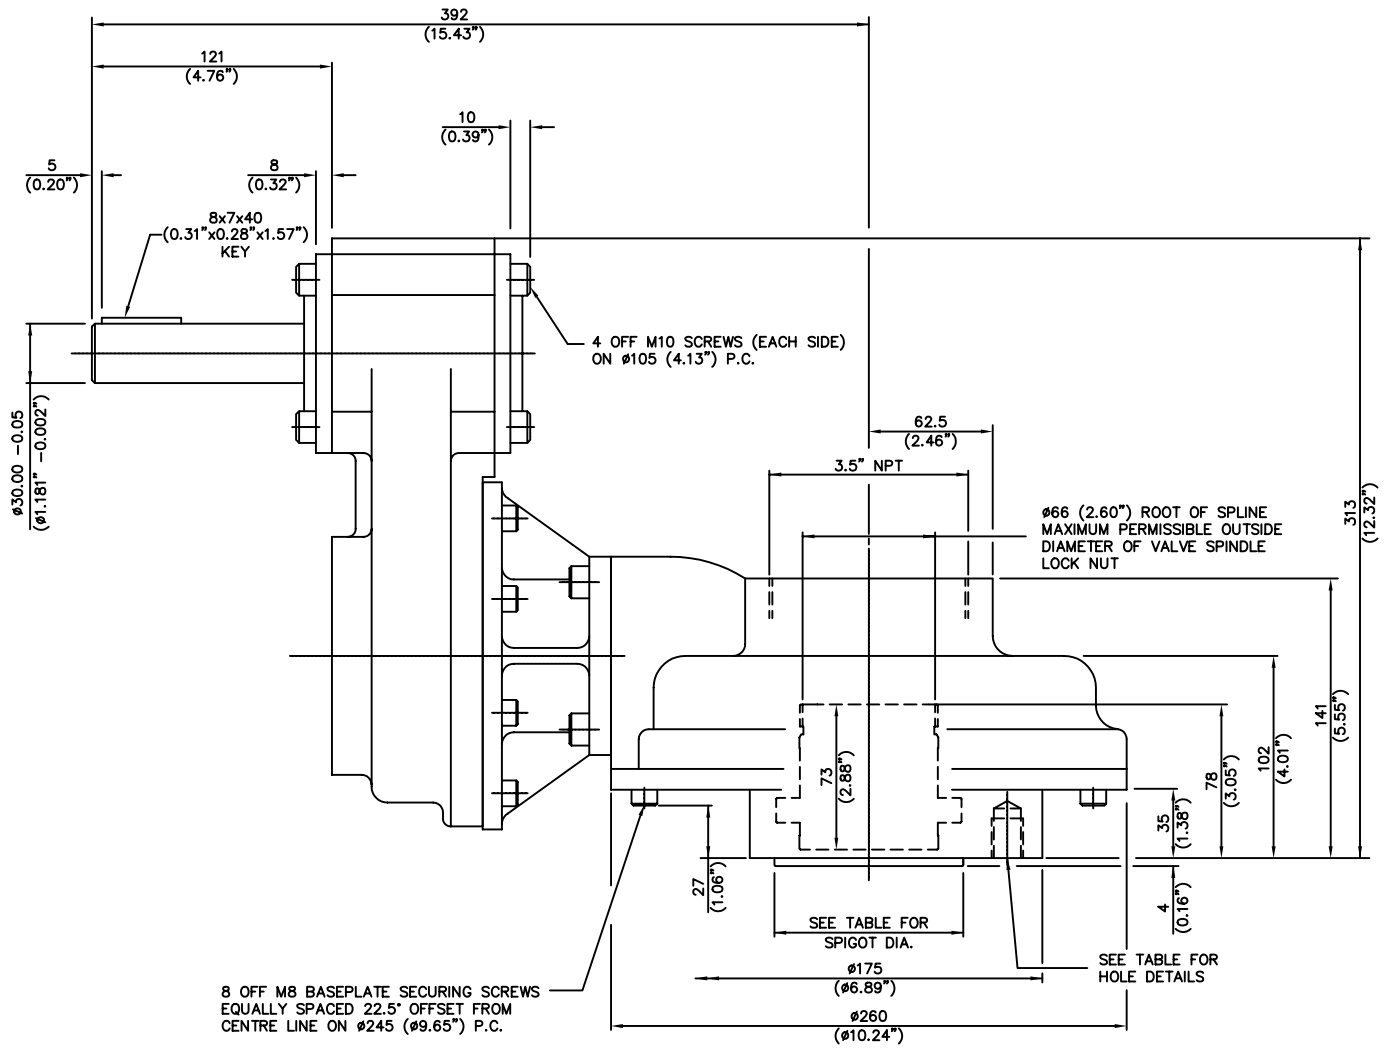 392
(15.43")
121
(4.76")
10
(0.39")
5
(0.20")
8
(0.32")
8x7x40
(0.31"x0.28"x1.57")
KEY
4 OFF M10 SCREWS (EACH SIDE)
ON ø105 (4.13") P.C.
ø30.00 -0.05
(ø1.181" -0.002")
62.5
(2.46")
3.5" NPT
ø66 (2.60") ROOT OF SPLINE
MAXIMUM PERMISSIBLE OUTSIDE
DIAMETER OF VALVE SPINDLE
LOCK NUT
313
(12.32")
141
(5.55")
102
(4.01")
78
(3.05")
73
(2.88")
35
(1.38")
27
(1.06")
4
(0.16")
SEE TABLE FOR
SPIGOT DIA.
SEE TABLE FOR
HOLE DETAILS
ø175
(ø6.89")
8 OFF M8 BASEPLATE SECURING SCREWS
EQUALLY SPACED 22.5° OFFSET FROM
CENTRE LINE ON ø245 (ø9.65") P.C.
ø260
(ø10.24")